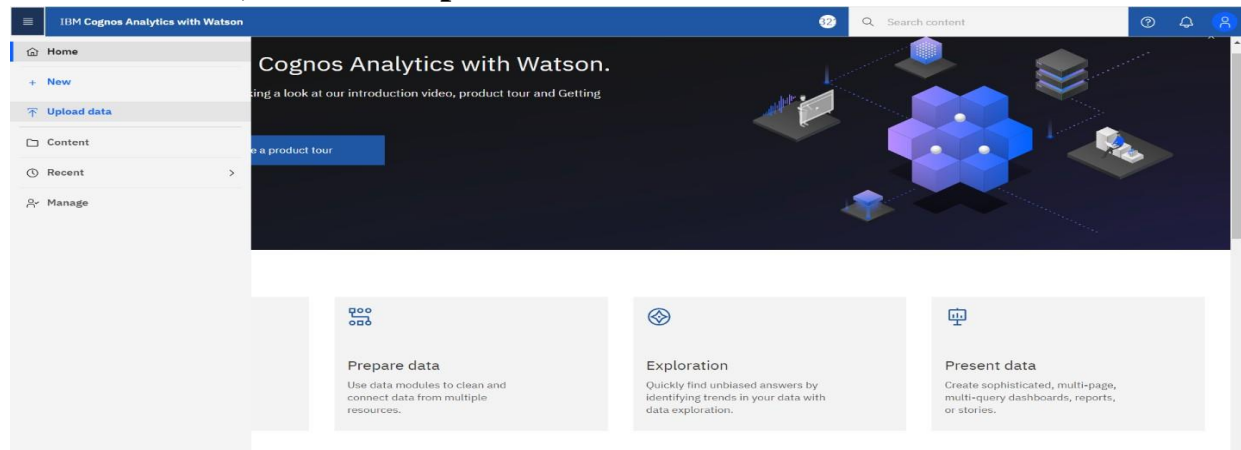 IBM Cognos Analytics with Watson
Search content
Home
New
Upload data
Content
Recent
Manage
Cognos Analytics with Watson.
king a look at our introduction video, product tour and Getting
e a product tour
Prepare data
Use data modules to clean and
connect data from multiple
resources.
Exploration
Quickly find unbiased answers by
identifying trends in your data with
data exploration.
Present data
Create sophisticated, multi-page,
multi-query dashboards, reports,
or stories.